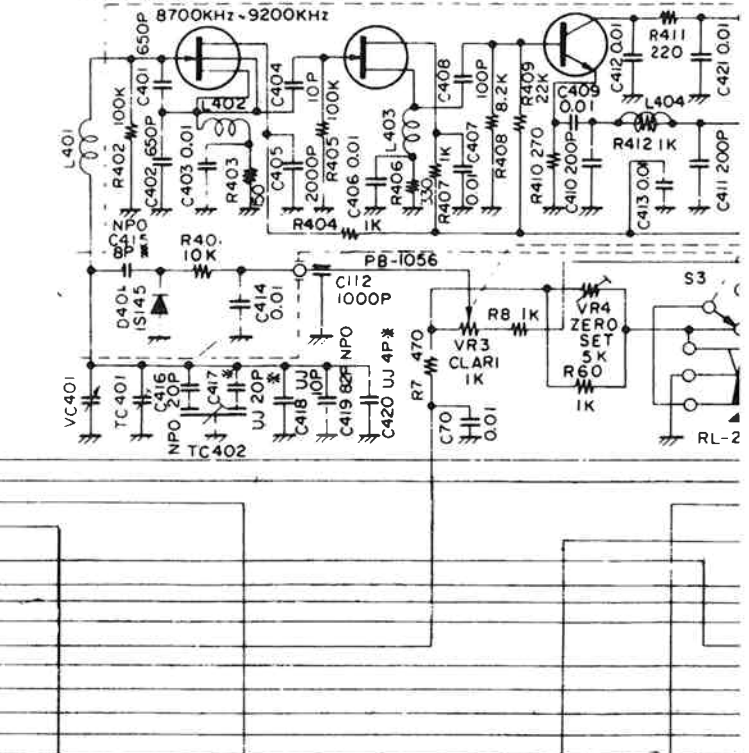 8700KHz~9200KHz
650P
C401
100K
R402
L401
C402
650P
C403 0.01
L402
R403
C404
10P
C405
2000P
100K
R405
C406 0.01
L403
R406
330
C408
100P
1K
R407
C407
0.01
8.2K
R408
R409
22K
C409
0.01
R410 270
C410 200P
C412 0.01
R411
220
C421 0.01
L404
R412 1K
C413
C411 200P
R404
1K
NPO
8P
D40
1S145
10K
C414
0.01
C112
1000P
PB-1056
VR3
CLARI
1K
R8 1K
R7 470
VR4
ZERO
SET
5K
R60
1K
S3
RL-2
C70
0.01
VC401
TC401
C416
20P
NPO
C417
*
UJ 20P
TC402
*
C418
UJ
10P
C419 82P NPO
C420 UJ 4P*